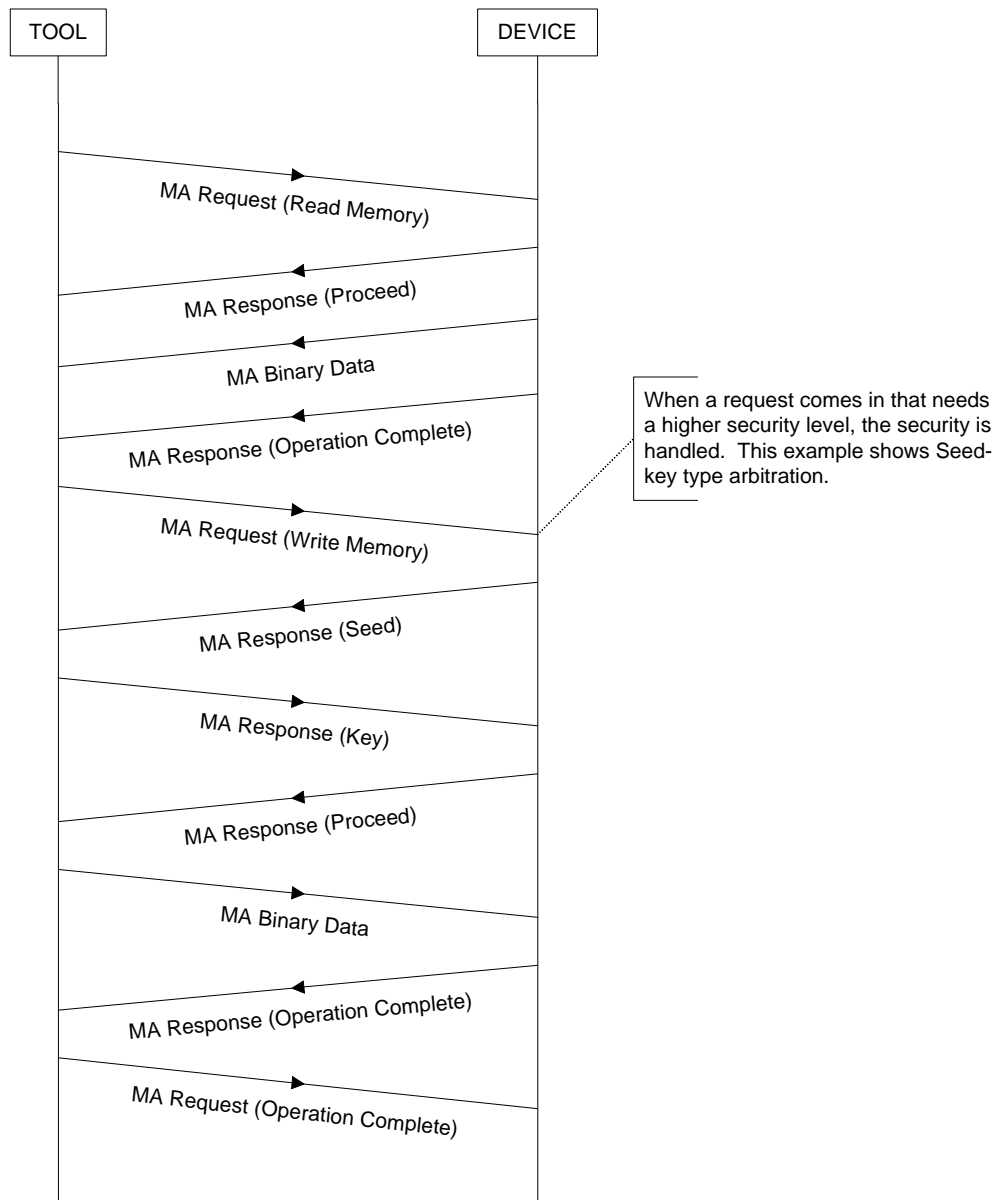 TOOL
DEVICE
MA Request (Read Memory)
MA Response (Proceed)
MA Binary Data
MA Response (Operation Complete)
When a request comes in that needs
a higher security level, the security is
handled.  This example shows Seed-
key type arbitration.
MA Request (Write Memory)
MA Response (Seed)
MA Response (Key)
MA Response (Proceed)
MA Binary Data
MA Response (Operation Complete)
MA Request (Operation Complete)